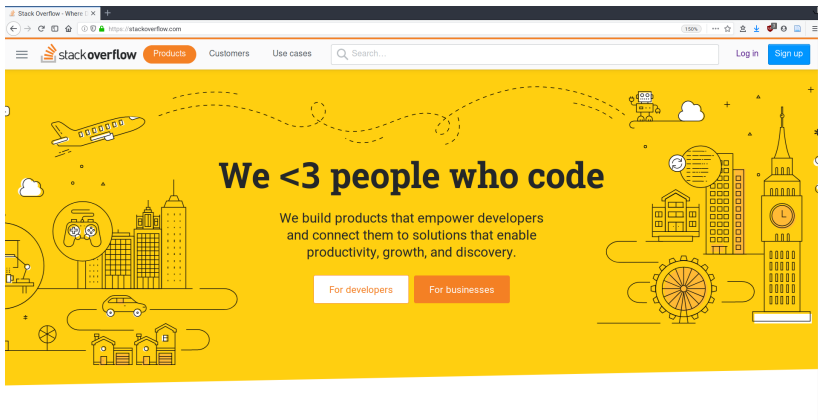 Stack Overflow - Where D
https://stackoverflow.com
150%
stack overflow
Products
Customers
Use cases
Search...
Log in
Sign up
We <3 people who code
We build products that empower developers
and connect them to solutions that enable
productivity, growth, and discovery.
For developers
For businesses